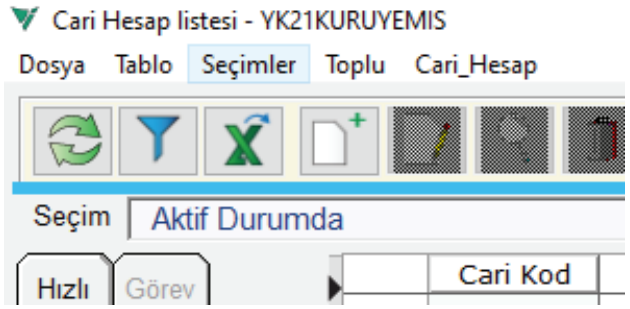 Cari Hesap listesi - YK21KURUYEMIS
Dosya Tablo Seçimler Toplu Cari_Hesap
Seçim Aktif Durumda
Hızlı Görev Cari Kod